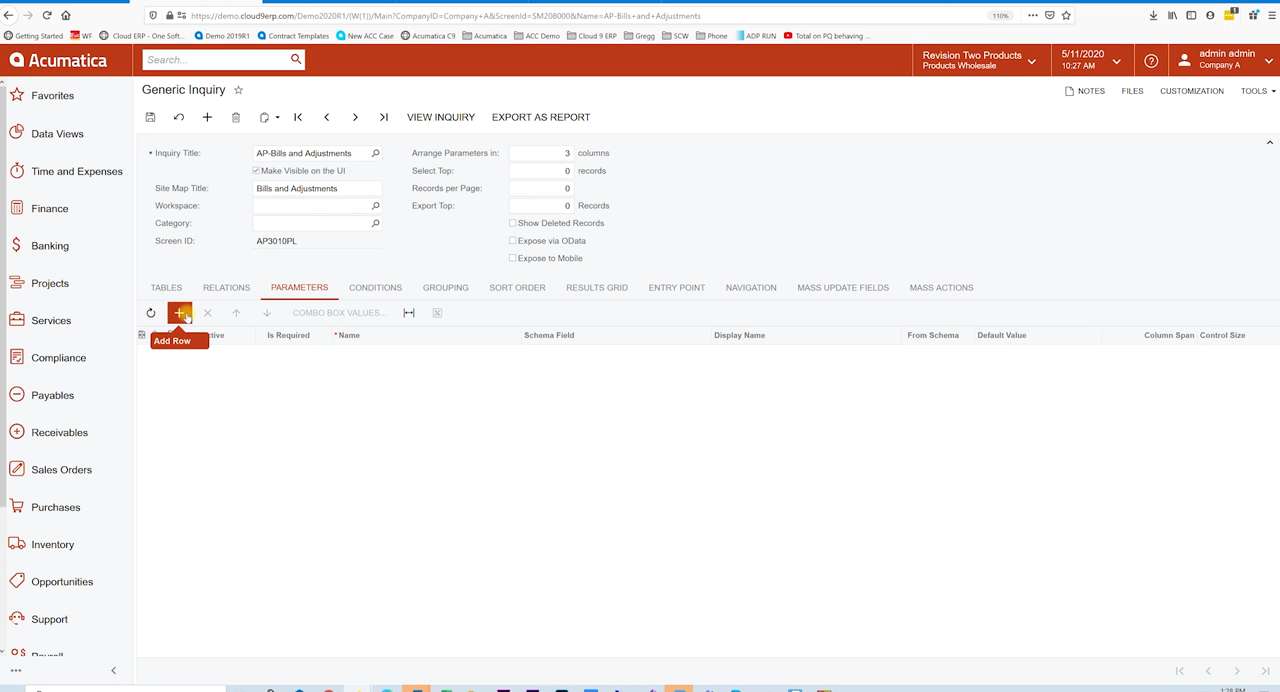 https://demo.cloud9erp.com/Demo2020R1/(W(1))/Main?CompanyID=Company A&ScreenId=SM208000&Name=AP-Bills+and+Adjustments
110%
Getting Started WF Cloud ERP - One Soft... Demo 2019R1 Contract Templates New ACC Case Acumatica C9 Acumatica ACC Demo Cloud 9 ERP Gregg SCW Phone ADP RUN Total on PQ behaving ...
Acumatica
Search...
Revision Two Products
Products Wholesale
5/11/2020
10:27 AM
admin admin
Company A
Favorites
Data Views
Time and Expenses
Finance
Banking
Projects
Services
Compliance
Payables
Receivables
Sales Orders
Purchases
Inventory
Opportunities
Support
Payroll
Generic Inquiry
NOTES FILES CUSTOMIZATION TOOLS
VIEW INQUIRY EXPORT AS REPORT
* Inquiry Title: AP-Bills and Adjustments
Make Visible on the UI
Site Map Title: Bills and Adjustments
Workspace:
Category:
Screen ID: AP3010PL
Arrange Parameters in: 3 columns
Select Top: 0 records
Records per Page: 0
Export Top: 0 Records
Show Deleted Records
Expose via OData
Expose to Mobile
TABLES RELATIONS PARAMETERS CONDITIONS GROUPING SORT ORDER RESULTS GRID ENTRY POINT NAVIGATION MASS UPDATE FIELDS MASS ACTIONS
COMBO BOX VALUES...
Is Required * Name Schema Field Display Name From Schema Default Value Column Span Control Size
Add Row
1:28 PM